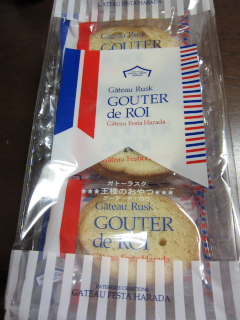 Gâteau Rusk
GOUTER
de ROI
Gâteau Festa Harada
ガトーラスク
★★★王様のおやつ★★★
Gâteau Rusk
GOUTER
de ROI
Gâteau Festa Harada
GATEAU FESTA HARADA